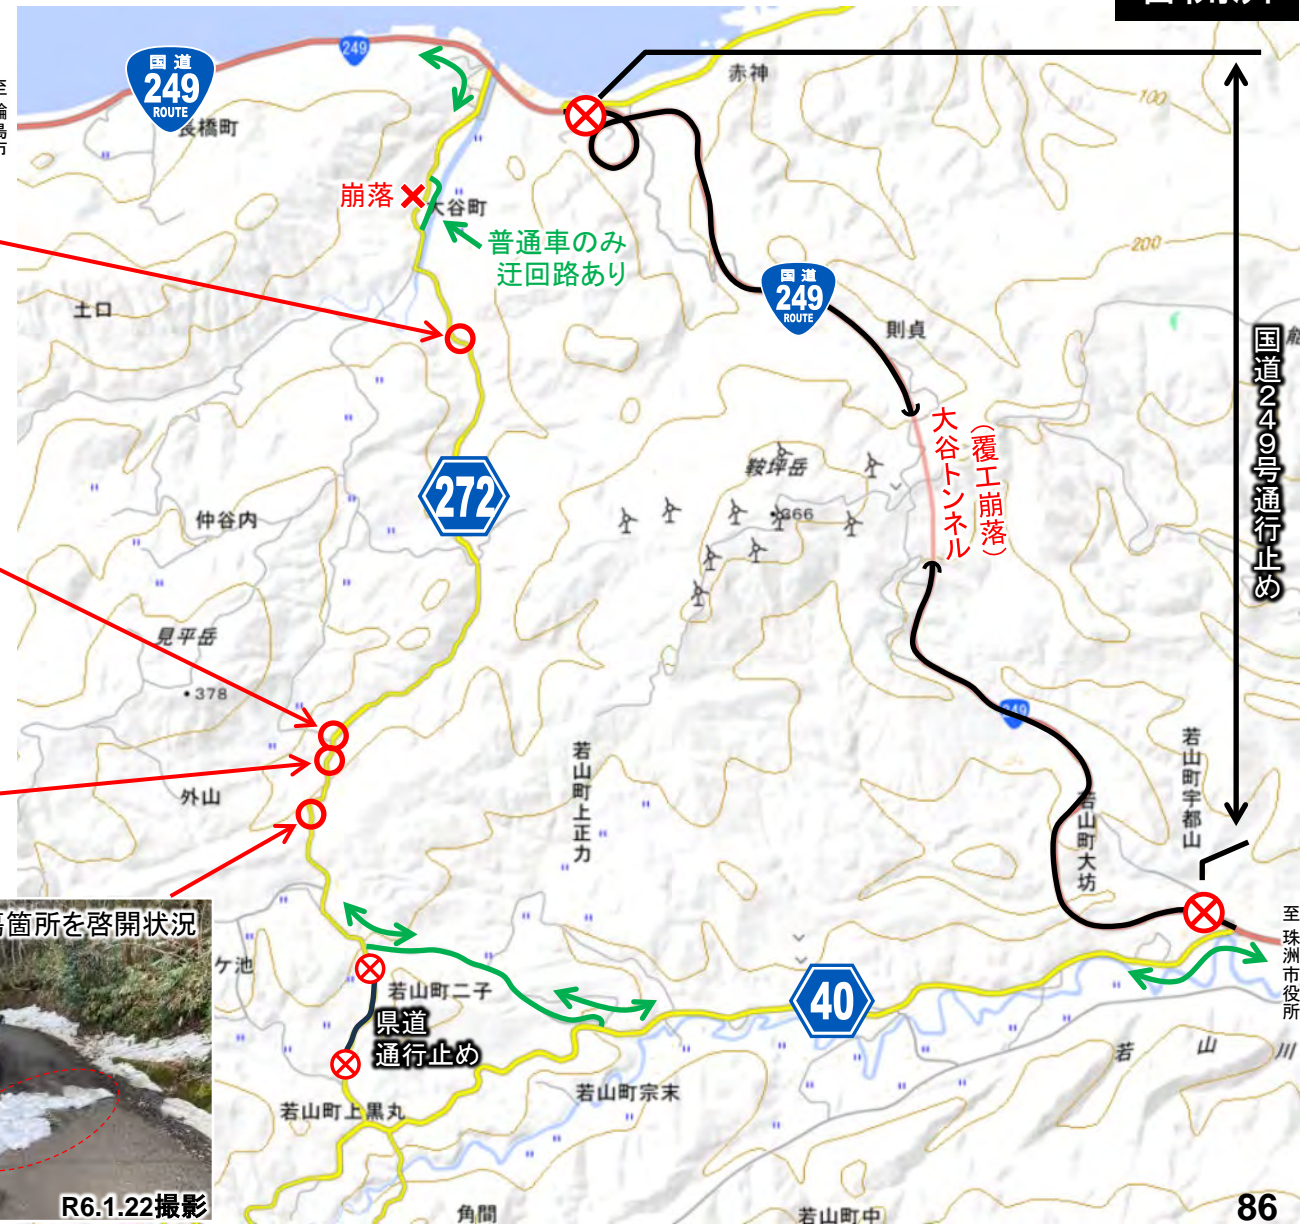 国道
249
ROUTE
249
至 輪島市
長橋町
赤神
100
崩落
大谷町
普通車のみ
迂回路あり
200
土口
国道
249
ROUTE
則貞
国道249号通行止め
大谷トンネル
(覆工崩落)
鞍坪岳
366
272
仲谷内
見平岳
378
249
外山
若山町上正力
若山町宇都山
若山町大坊
箇所を啓開状況
ケ池
若山町二子
県道
通行止め
40
至 珠洲市役所
若山川
若山町宗末
若山町上黒丸
R6.1.22撮影
角間
若山町中
86